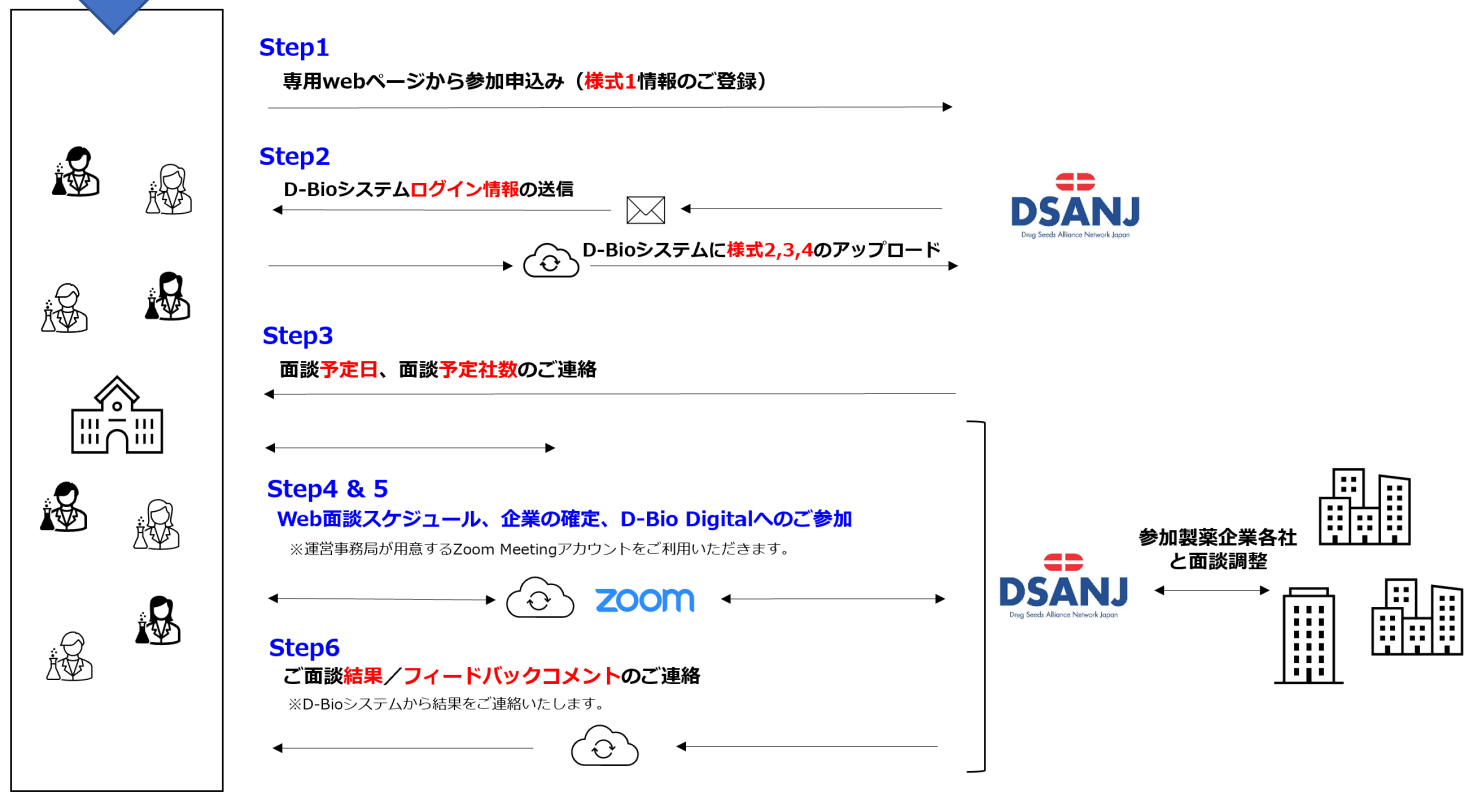 Step1
専用webページから参加申込み（様式1情報のご登録）
Step2
D-Bioシステムログイン情報の送信
DSANJ
Drug Seeds Alliance Network Japan
D-Bioシステムに様式2,3,4のアップロード
Step3
面談予定日、面談予定社数のご連絡
Step4 & 5
Web面談スケジュール、企業の確定、D-Bio Digitalへのご参加
※運営事務局が用意するZoom Meetingアカウントをご利用いただきます。
zoom
DSANJ
Drug Seeds Alliance Network Japan
参加製薬企業各社
と面談調整
Step6
ご面談結果／フィードバックコメントのご連絡
※D-Bioシステムから結果をご連絡いたします。